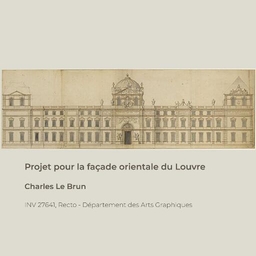 Projet pour la façade orientale du Louvre
Charles Le Brun
INV 27641, Recto - Département des Arts Graphiques